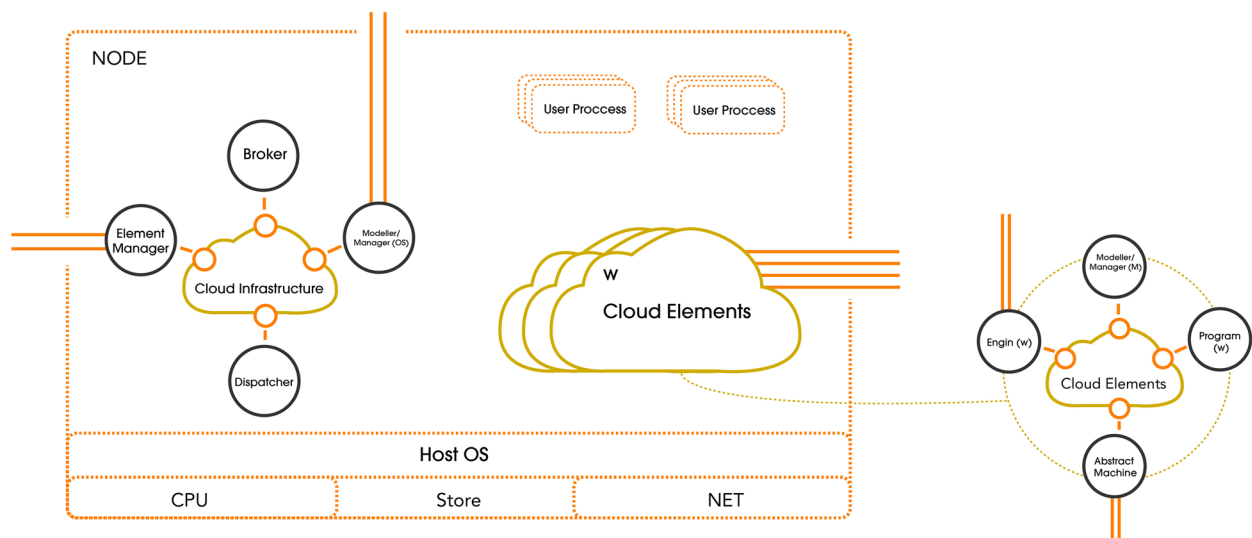 NODE
User Proccess
User Proccess
Broker
Element
Manager
Modeller/
Manager (OS)
Cloud Infrastructure
Dispatcher
w
Cloud Elements
Modeller/
Manager (M)
Engin (w)
Program
(w)
Cloud Elements
Abstract
Machine
Host OS
CPU
Store
NET